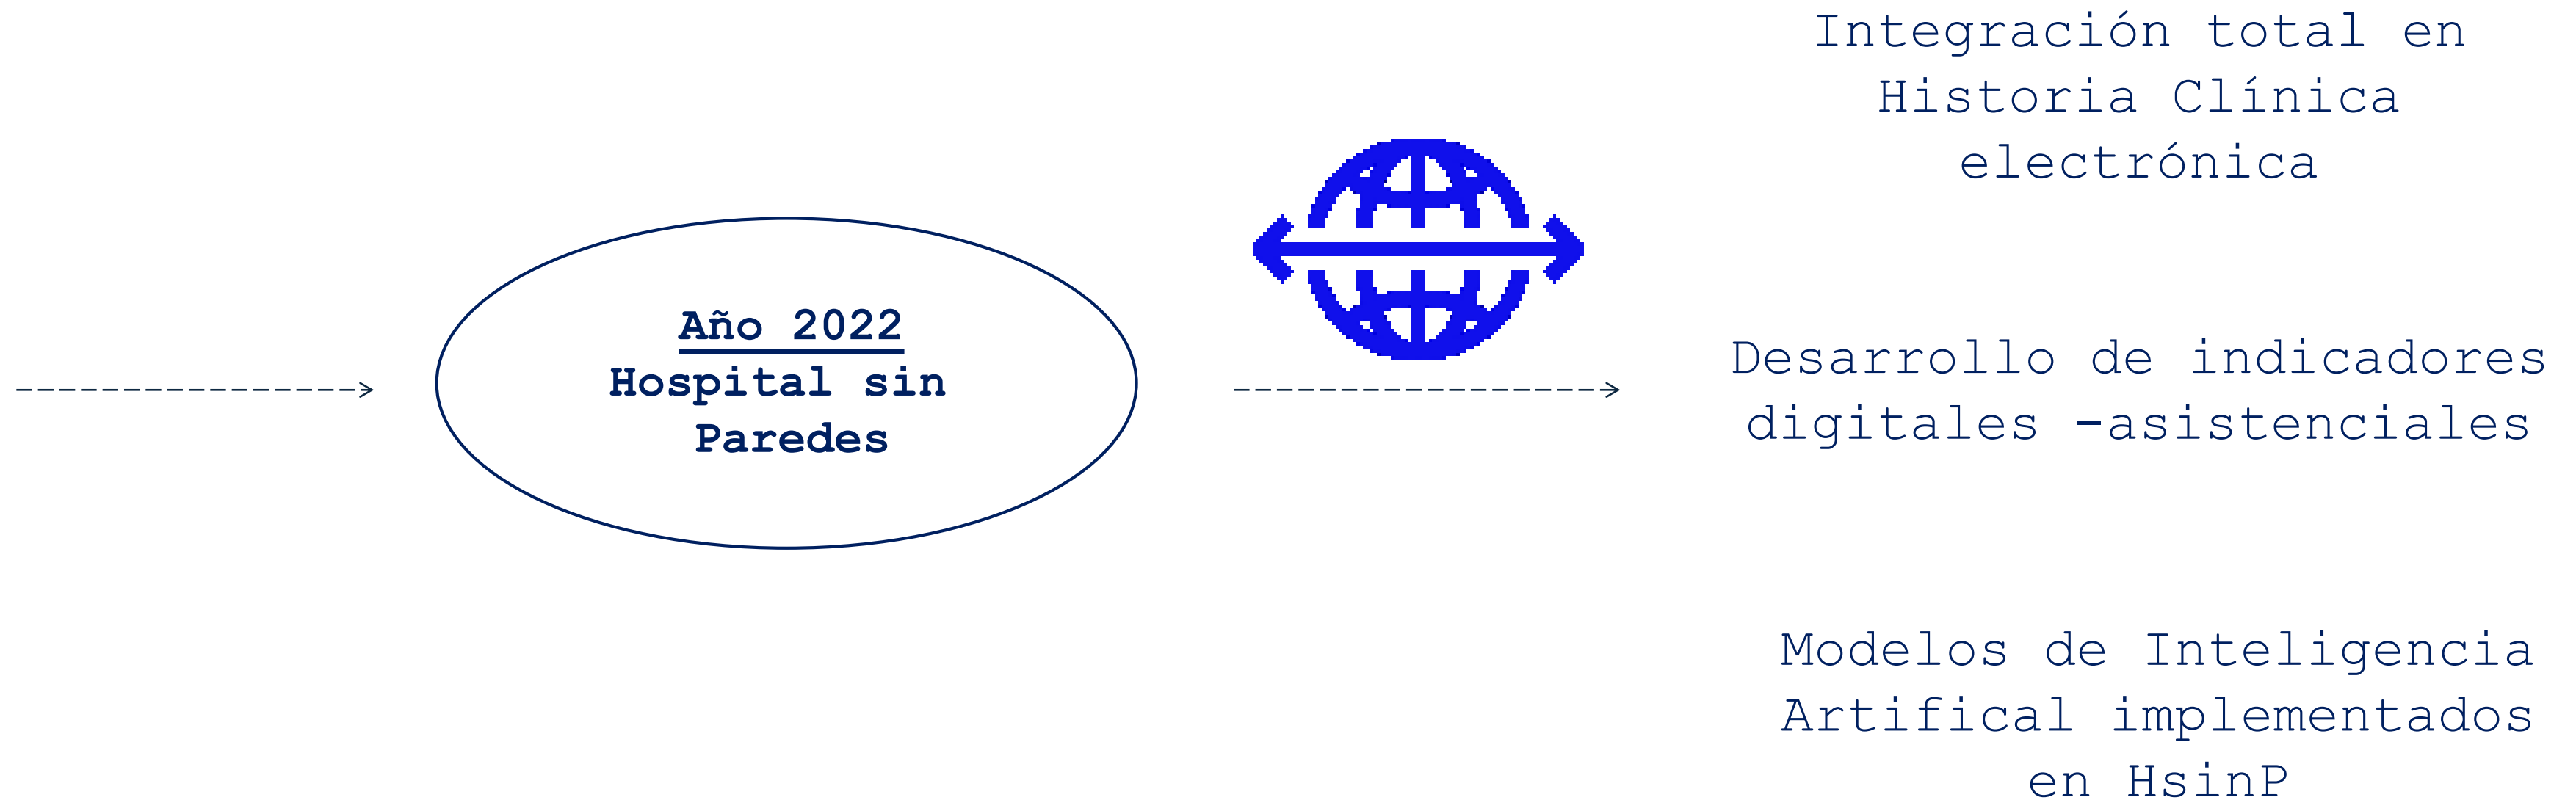 Año 2022
Hospital sin
Paredes
Integración total en
Historia Clínica
electrónica
Desarrollo de indicadores
digitales -asistenciales
Modelos de Inteligencia
Artifical implementados
en HsinP